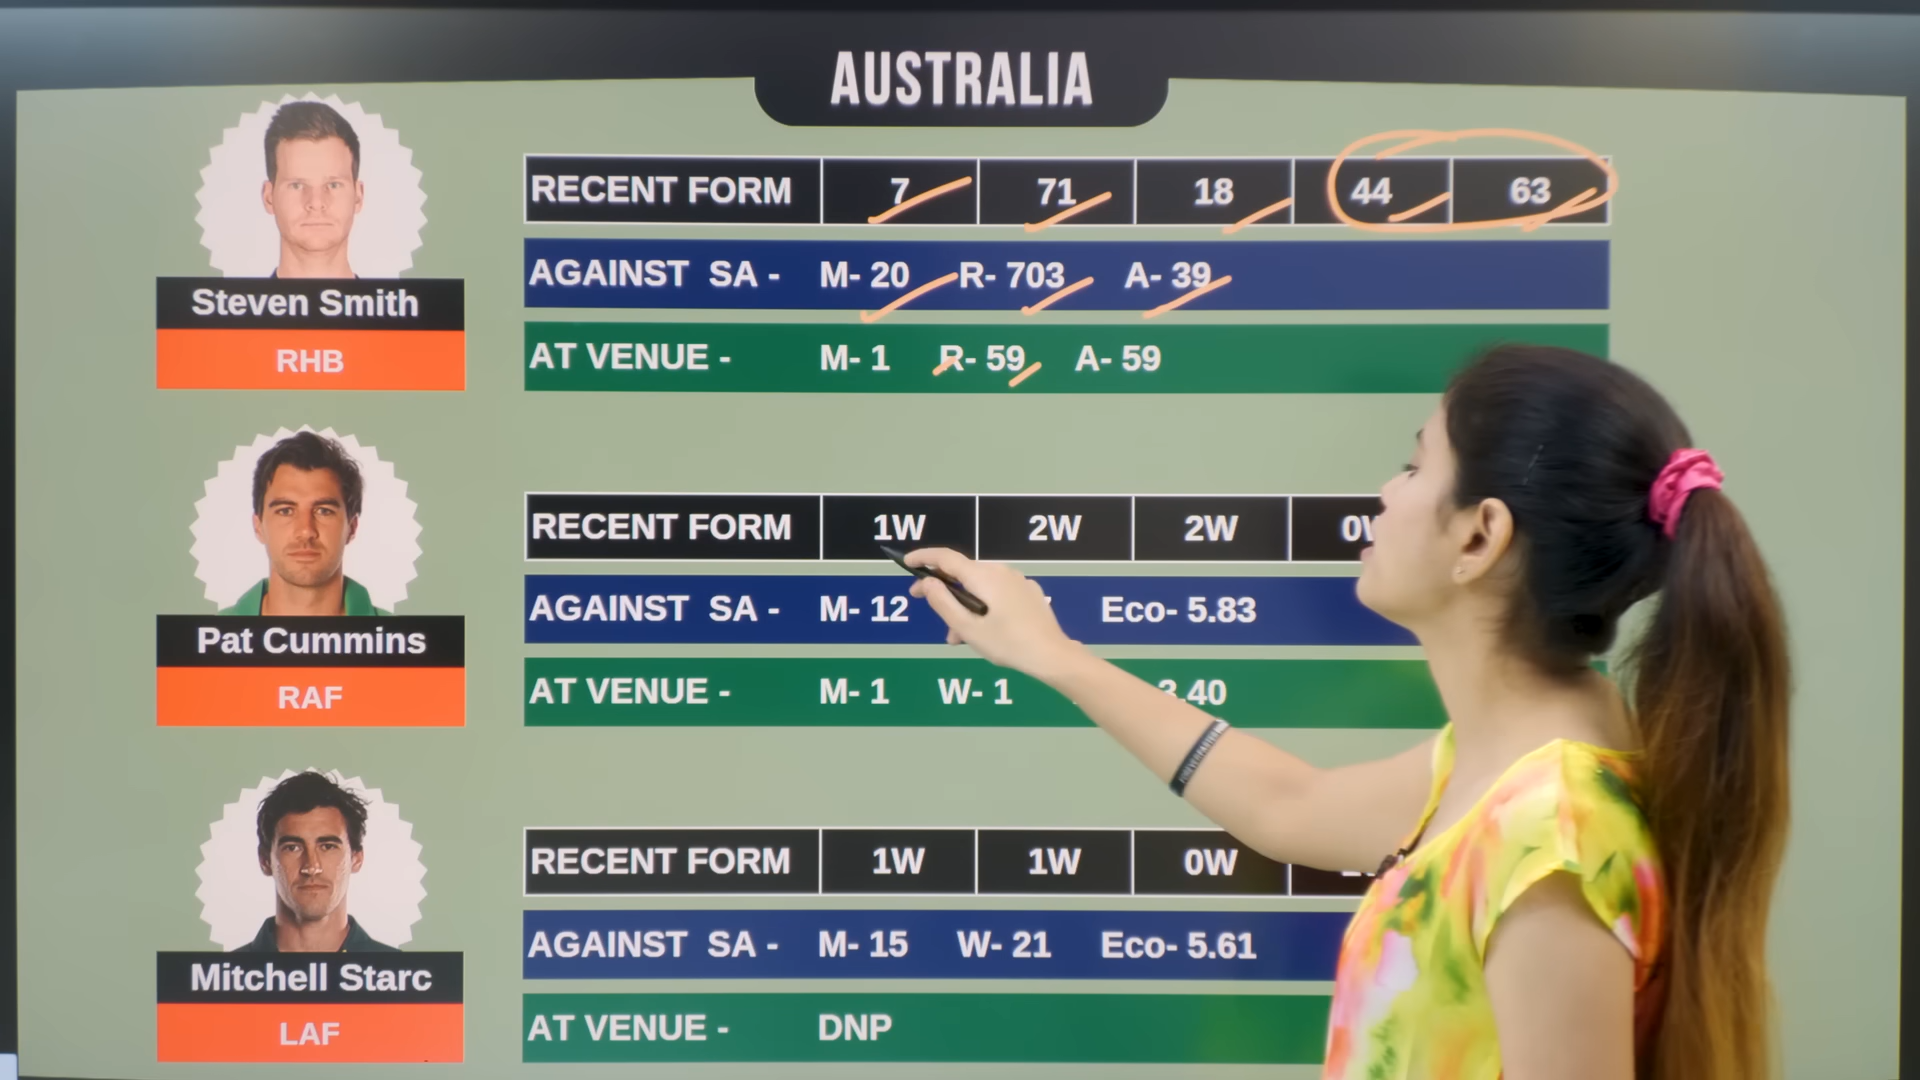 AUSTRALIA
RECENT FORM 7 71 18 44 63
AGAINST SA - M- 20 R- 703 A- 39
AT VENUE - M- 1 R- 59 A- 59
Steven Smith
RHB
RECENT FORM 1W 2W 2W
AGAINST SA - M- 12 Eco- 5.83
AT VENUE - M- 1 W- 1 3.40
Pat Cummins
RAF
RECENT FORM 1W 1W 0W
AGAINST SA - M- 15 W- 21 Eco- 5.61
AT VENUE - DNP
Mitchell Starc
LAF